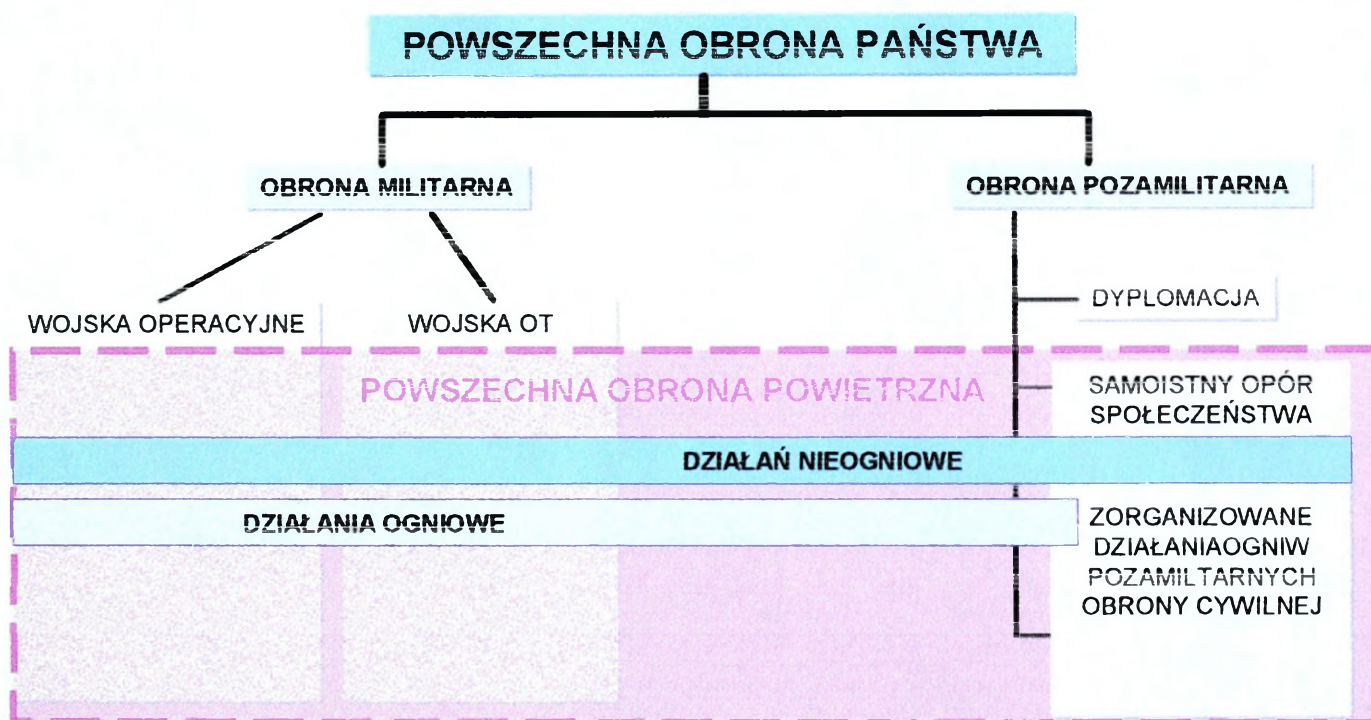 POWSZECHNA OBRONA PAŃSTWA
OBRONA MILITARNA
OBRONA POZAMILITARNA
WOJSKA OPERACYJNE
WOJSKA OT
DYPLOMACJA
POWSZECHNA OBRONA POWIETRZNA
SAMOISTNY OPÓR
SPOŁECZEŃSTWA
DZIAŁAŃ NIEOGNIOWE
DZIAŁANIA OGNIOWE
ZORGANIZOWANE
DZIAŁANIAOGNIW
POZAMILTARNYCH
OBRONY CYWILNEJ